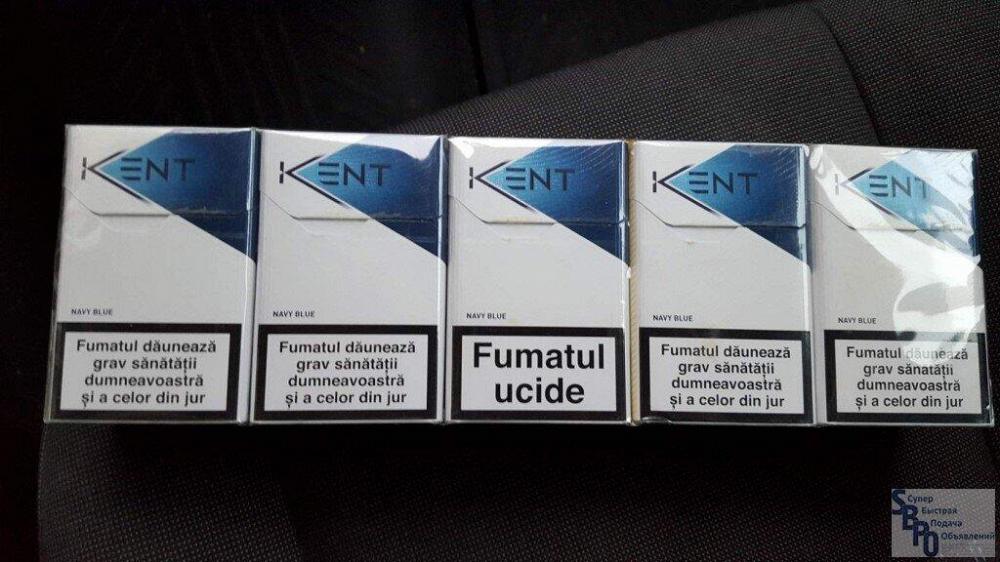 KENT
NAVY BLUE
Fumatul dăunează
grav sănătății
dumneavoastră
și a celor din jur
KENT
NAVY BLUE
Fumatul dăunează
grav sănătății
dumneavoastră
și a celor din jur
KENT
NAVY BLUE
Fumatul
ucide
KENT
NAVY BLUE
Fumatul dăunează
grav sănătății
dumneavoastră
și a celor din jur
KENT
NAVY BLUE
Fumatul dăunează
grav sănătății
dumneavoastră
și a celor din jur
SBPO
Супер
Быстрая
Подача
Объявлений